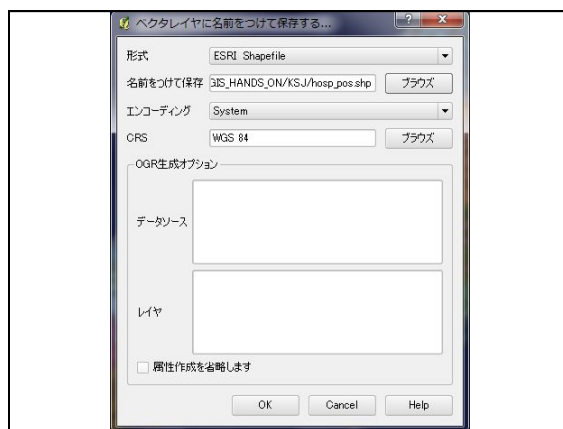 ベクタレイヤに名前をつけて保存する...
形式 ESRI Shapefile
名前をつけて保存 GIS_HANDS_ON/KSJ/hosp_pos.shp ブラウズ
エンコーディング System
CRS WGS 84 ブラウズ
OGR生成オプション
データソース
レイヤ
属性作成を省略します
OK Cancel Help